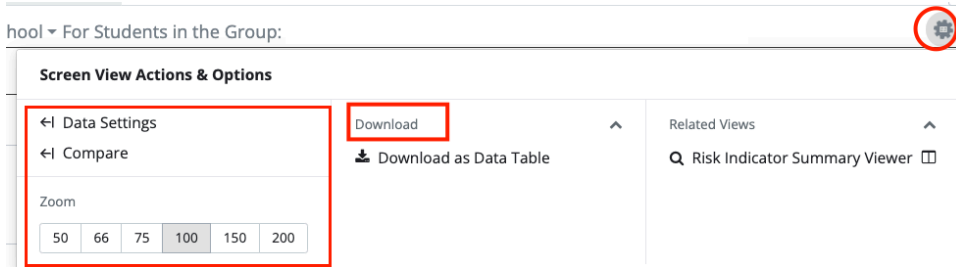 hool For Students in the Group:
Screen View Actions & Options
Data Settings
Compare
Zoom
50 66 75 100 150 200
Download
Download as Data Table
Related Views
Risk Indicator Summary Viewer